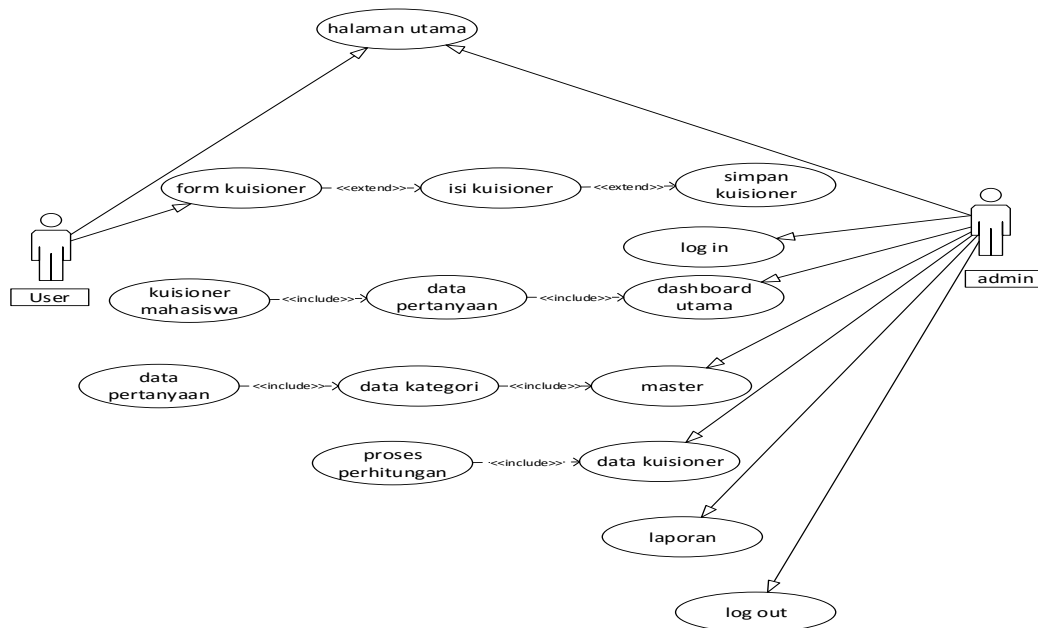 halaman utama
form kuisioner
<<extend>>
isi kuisioner
<<extend>>
simpan
kuisioner
log in
User
admin
kuisioner
mahasiswa
<<include>>
data
pertanyaan
<<include>>
dashboard
utama
data
pertanyaan
<<include>>
data kategori
<<include>>
master
proses
perhitungan
<<include>>
data kuisioner
laporan
log out